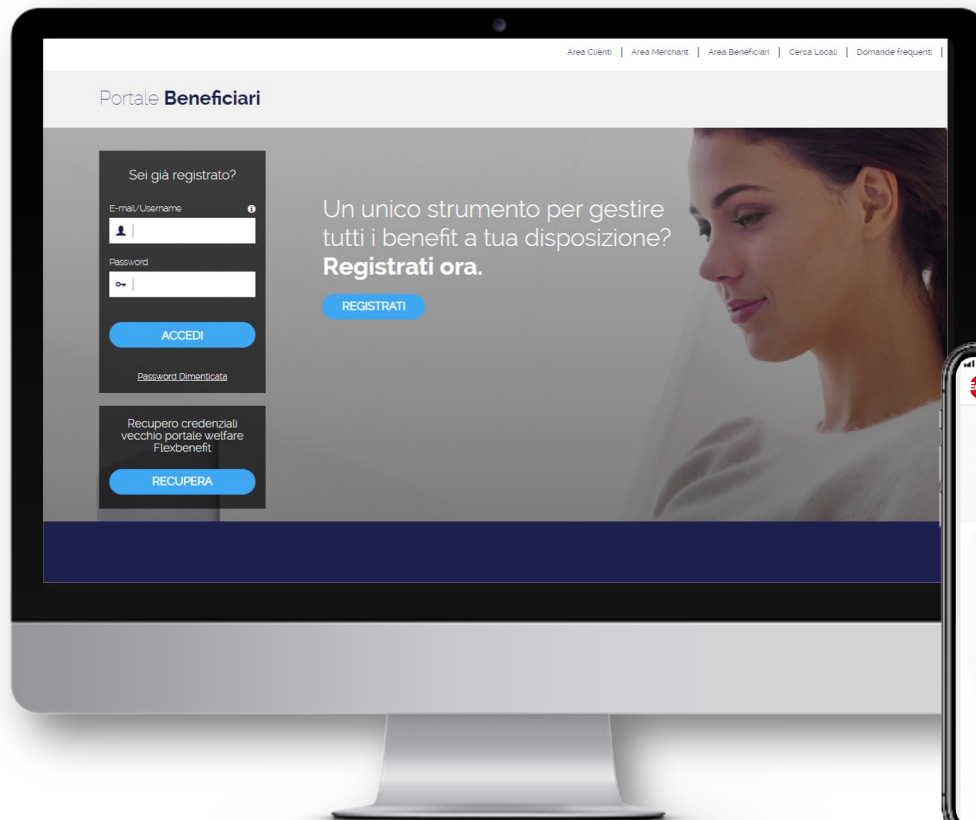 Area Clienti | Area Merchant | Area Beneficiari | Cerca Locali | Domande frequenti |
Portale Beneficiari
Sei già registrato?
E-mail/Username
Password
ACCEDI
Password Dimenticata
Recupero credenziali
vecchio portale welfare
Flexbenefit
RECUPERA
Un unico strumento per gestire
tutti i benefit a tua disposizione?
Registrati ora.
REGISTRATI